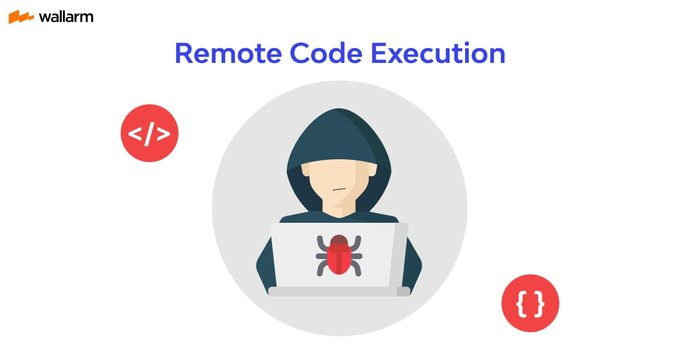 wallarm
Remote Code Execution
</>
{ }